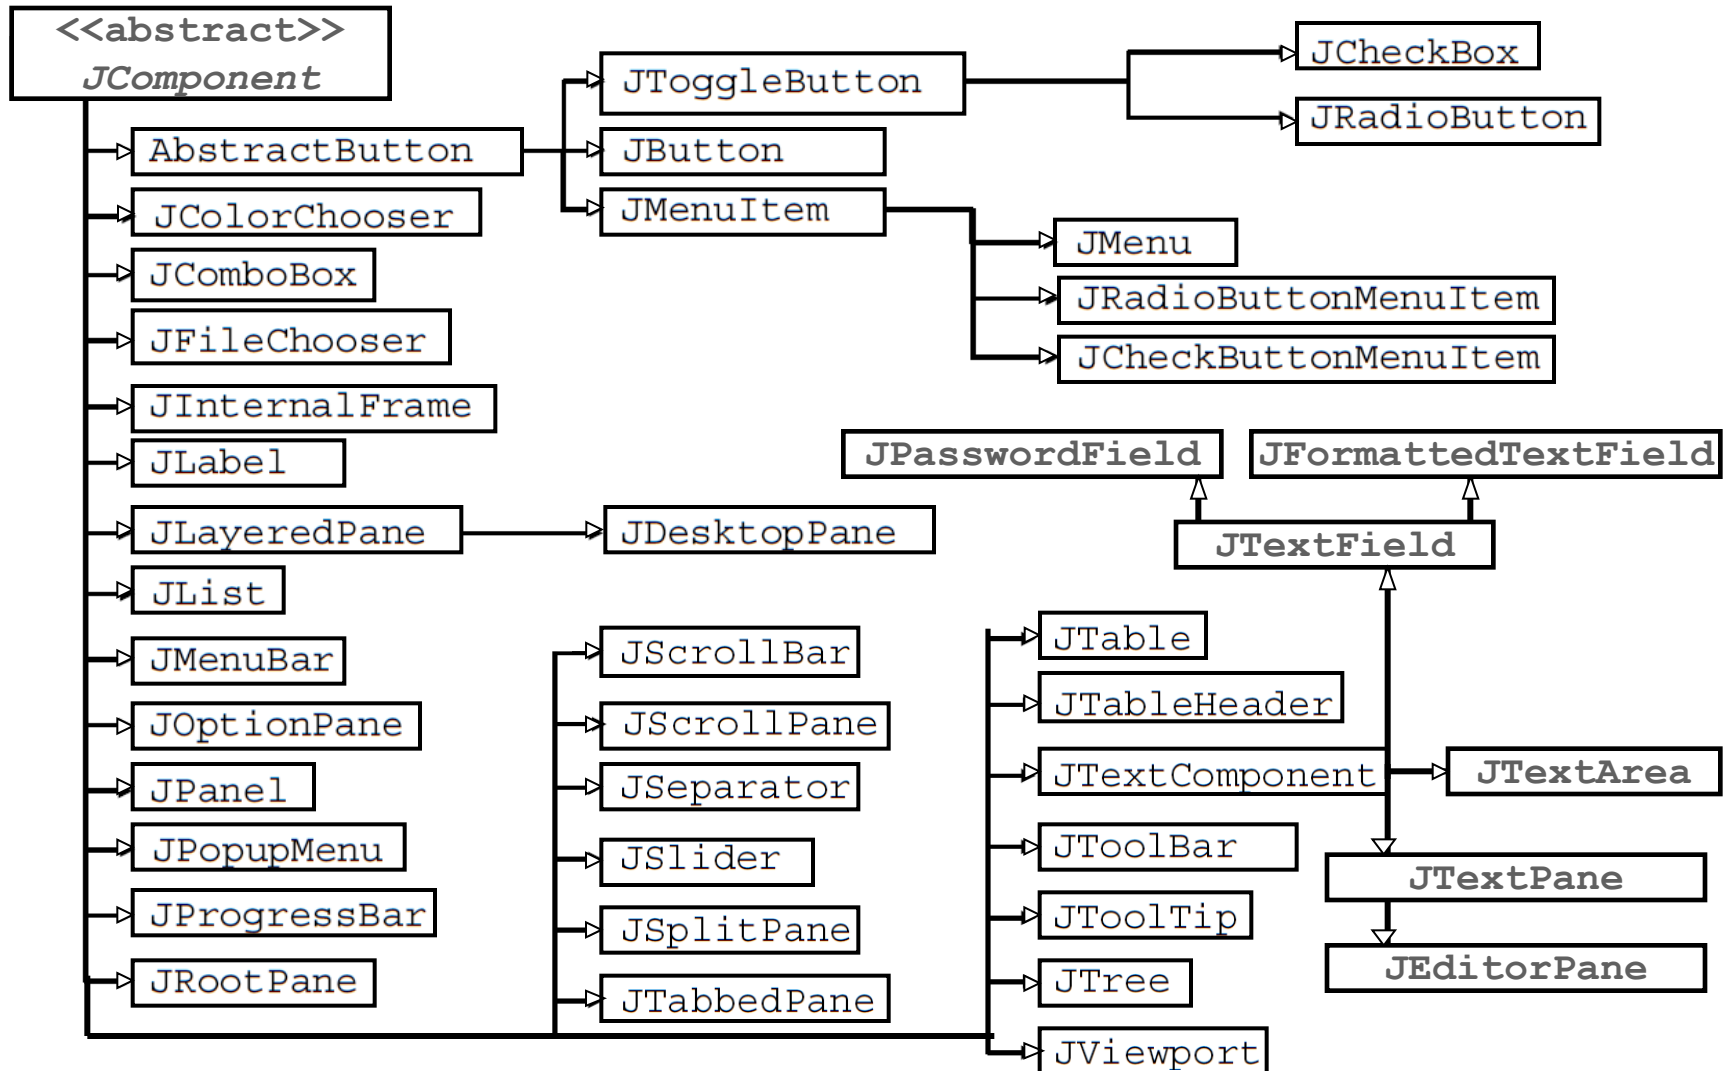 <<abstract>>
JComponent
AbstractButton
JColorChooser
JComboBox
JFileChooser
JInternalFrame
JLabel
JLayeredPane
JList
JMenuBar
JOptionPane
JPanel
JPopupMenu
JProgressBar
JRootPane
JToggleButton
JButton
JMenuItem
JCheckBox
JRadioButton
JMenu
JRadioButtonMenuItem
JCheckButtonMenuItem
JDesktopPane
JScrollBar
JScrollPane
JSeparator
JSlider
JSplitPane
JTabbedPane
JTable
JTableHeader
JTextComponent
JToolBar
JToolTip
JTree
JViewport
JPasswordField
JFormattedTextField
JTextField
JTextArea
JTextPane
JEditorPane